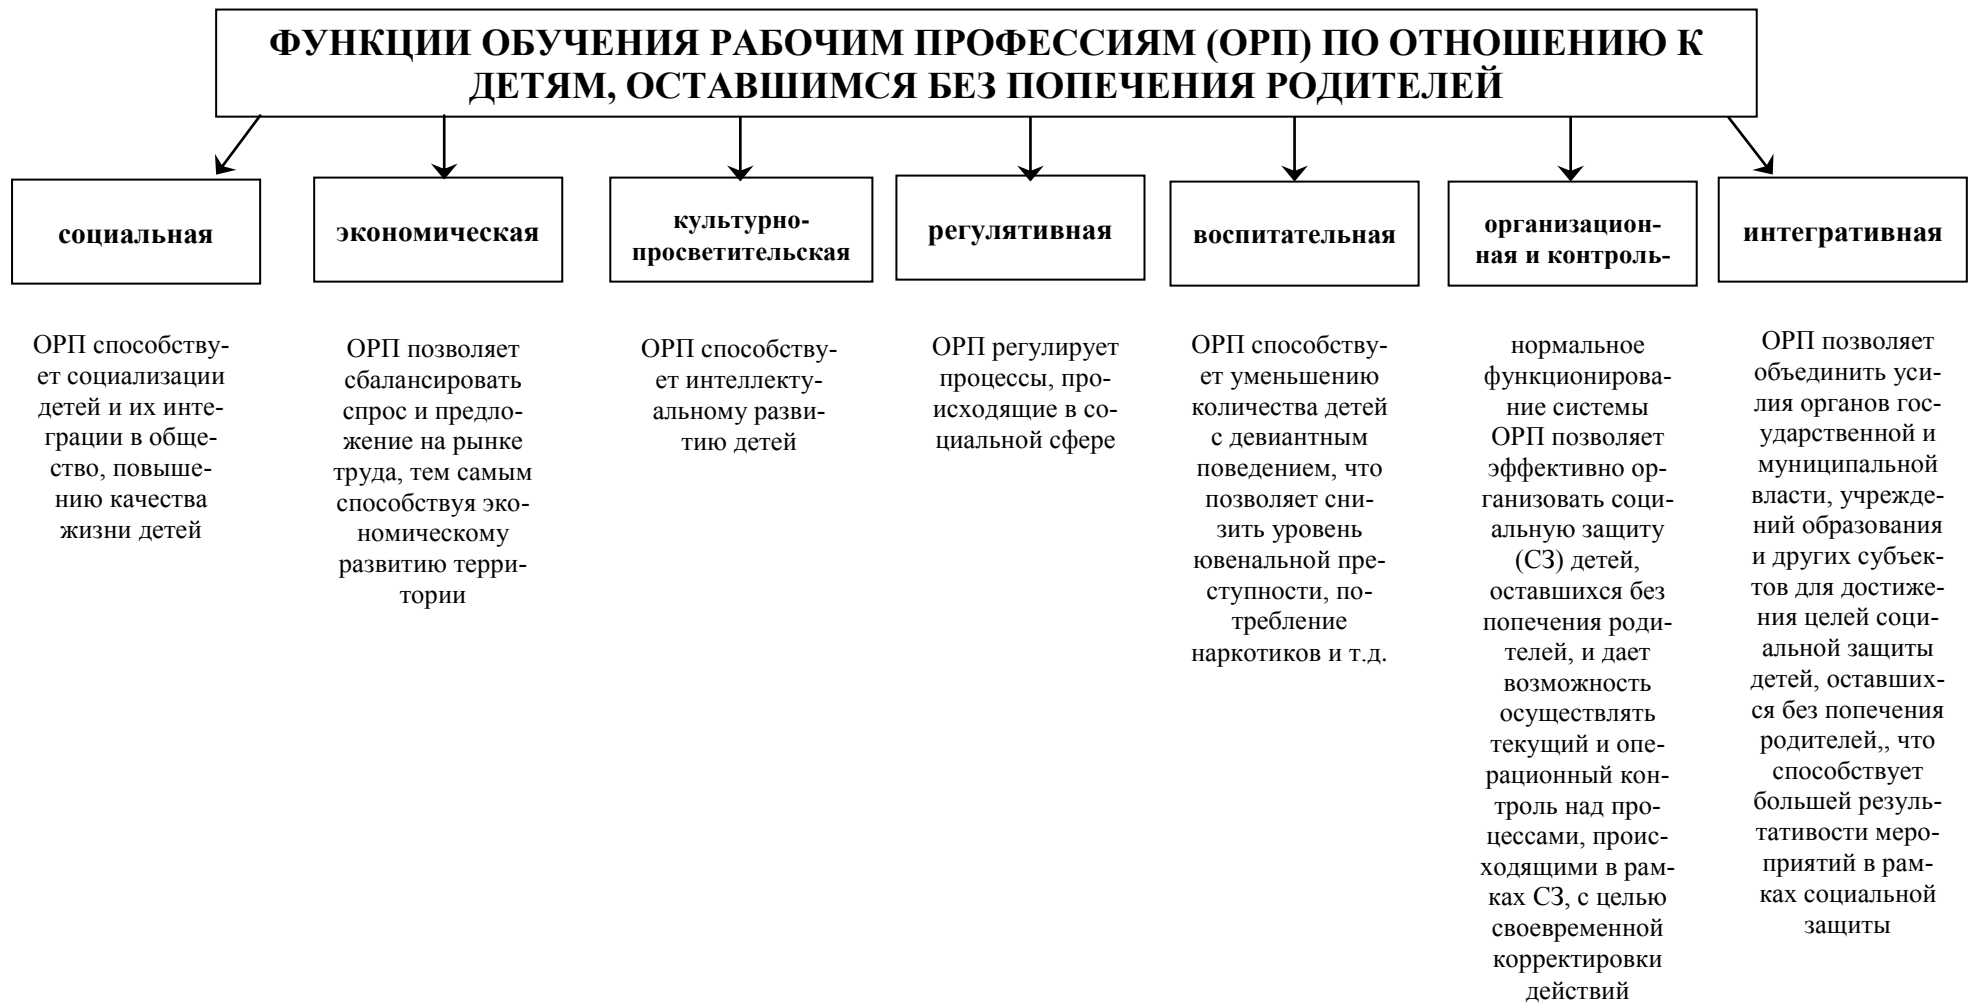 ФУНКЦИИ ОБУЧЕНИЯ РАБОЧИМ ПРОФЕССИЯМ (ОРП) ПО ОТНОШЕНИЮ К
ДЕТЯМ, ОСТАВШИМСЯ БЕЗ ПОПЕЧЕНИЯ РОДИТЕЛЕЙ
социальная
ОРП способству-
ет социализации
детей и их инте-
грации в обще-
ство, повыше-
нию качества
жизни детей
экономическая
ОРП позволяет
сбалансировать
спрос и предло-
жение на рынке
труда, тем самым
способствуя эко-
номическому
развитию терри-
тории
культурно-
просветительская
ОРП способству-
ет интеллекту-
альному разви-
тию детей
регулятивная
ОРП регулирует
процессы, про-
исходящие в со-
циальной сфере
воспитательная
ОРП способству-
ет уменьшению
количества детей
с девиантным
поведением, что
позволяет сни-
зить уровень
ювенальной пре-
ступности, по-
требление
наркотиков и т.д.
организацион-
ная и контроль-
нормальное
функционирова-
ние системы
ОРП позволяет
эффективно ор-
ганизовать соци-
альную защиту
(СЗ) детей,
оставшихся без
попечения роди-
телей, и дает
возможность
осуществлять
текущий и опе-
рационный кон-
троль над про-
цессами, проис-
ходящими в рам-
ках СЗ, с целью
своевременной
корректировки
действий
интегративная
ОРП позволяет
объединить уси-
лия органов гос-
ударственной и
муниципальной
власти, учрежде-
ний образования
и других субъек-
тов для достиже-
ния целей соци-
альной защиты
детей, оставших-
ся без попечения
родителей,, что
способствует
большей резуль-
тативости меро-
приятий в рам-
ках социальной
защиты